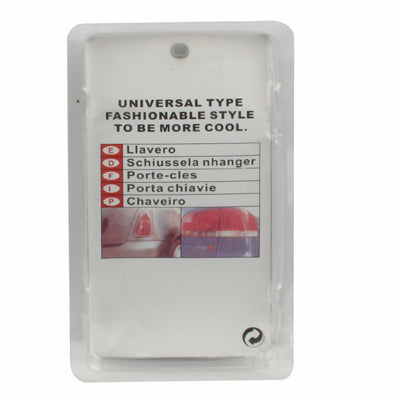 UNIVERSAL TYPE
FASHIONABLE STYLE
TO BE MORE COOL.
E Llavero
D Schiussela nhanger
F Porte-cles
I Porta chiavie
P Chaveiro